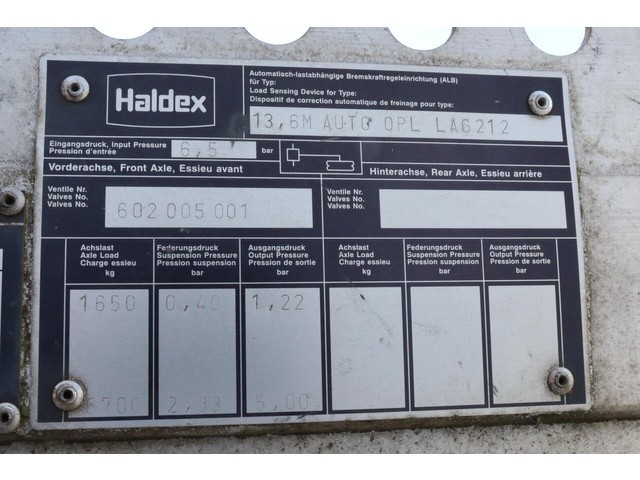 Haldex
Automatisch-lastabhängige Bremskraftregeleinrichtung (ALB)
für Typ:
Load Sensing Device for Type:
Dispositif de correction automatique de freinage pour type:
13,6M AUTO OPL LAG212
Eingangsdruck, Input Pressure
Pression d'entrée
6,5
bar
Vorderachse, Front Axle, Essieu avant
Hinterachse, Rear Axle, Essieu arrière
Ventile Nr.
Valves No.
Valves No.
602 005 001
Ventile Nr.
Valves No.
Valves No.
Achslast
Axle Load
Charge essieu
kg
Federungsdruck
Suspension Pressure
Pression suspension
bar
Ausgangsdruck
Output Pressure
Pression de sortie
bar
Achslast
Axle Load
Charge essieu
kg
Federungsdruck
Suspension Pressure
Pression suspension
bar
Ausgangsdruck
Output Pressure
Pression de sortie
bar
1650 0,40 1,22
2,33 5,00